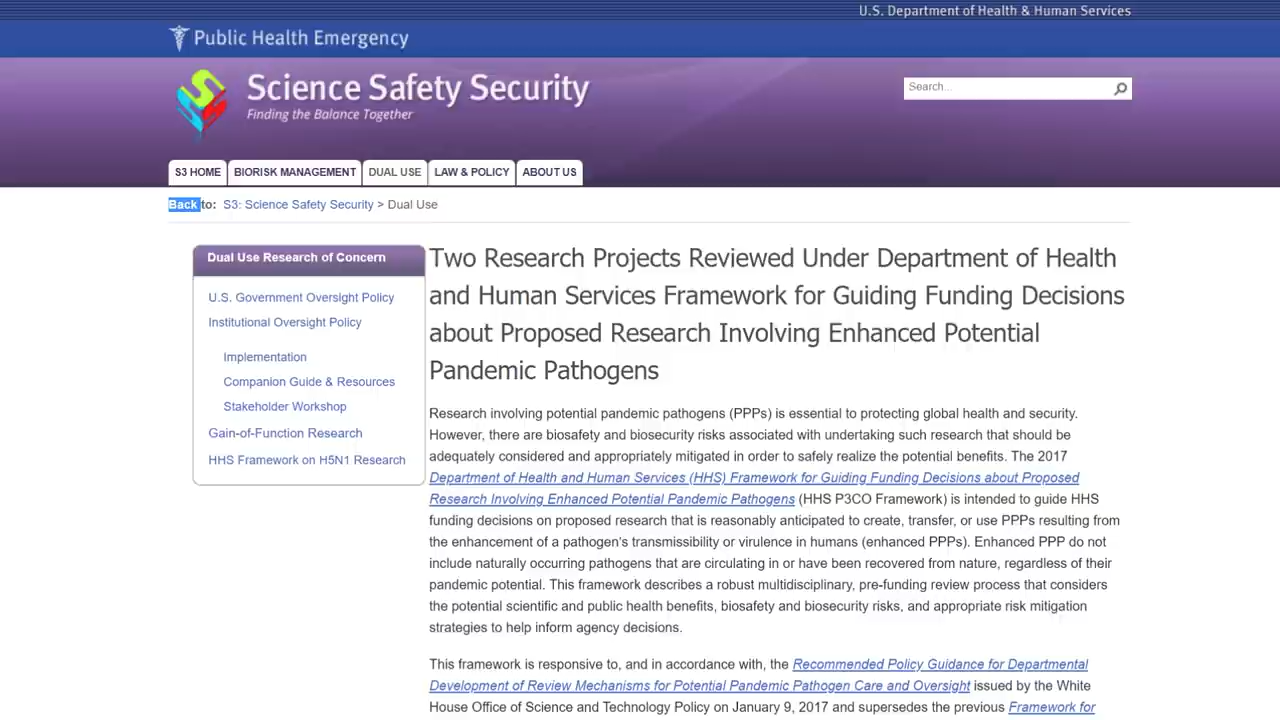 U.S. Department of Health & Human Services
Public Health Emergency
Science Safety Security
Finding the Balance Together
Search...
S3 HOME
BIORISK MANAGEMENT
DUAL USE
LAW & POLICY
ABOUT US
Back to: S3: Science Safety Security > Dual Use
Dual Use Research of Concern
U.S. Government Oversight Policy
Institutional Oversight Policy
Implementation
Companion Guide & Resources
Stakeholder Workshop
Gain-of-Function Research
HHS Framework on H5N1 Research
Two Research Projects Reviewed Under Department of Health
and Human Services Framework for Guiding Funding Decisions
about Proposed Research Involving Enhanced Potential
Pandemic Pathogens
Research involving potential pandemic pathogens (PPPs) is essential to protecting global health and security.
However, there are biosafety and biosecurity risks associated with undertaking such research that should be
adequately considered and appropriately mitigated in order to safely realize the potential benefits. The 2017
Department of Health and Human Services (HHS) Framework for Guiding Funding Decisions about Proposed
Research Involving Enhanced Potential Pandemic Pathogens (HHS P3CO Framework) is intended to guide HHS
funding decisions on proposed research that is reasonably anticipated to create, transfer, or use PPPs resulting from
the enhancement of a pathogen's transmissibility or virulence in humans (enhanced PPPs). Enhanced PPP do not
include naturally occurring pathogens that are circulating in or have been recovered from nature, regardless of their
pandemic potential. This framework describes a robust multidisciplinary, pre-funding review process that considers
the potential scientific and public health benefits, biosafety and biosecurity risks, and appropriate risk mitigation
strategies to help inform agency decisions.
This framework is responsive to, and in accordance with, the Recommended Policy Guidance for Departmental
Development of Review Mechanisms for Potential Pandemic Pathogen Care and Oversight issued by the White
House Office of Science and Technology Policy on January 9, 2017 and supersedes the previous Framework for